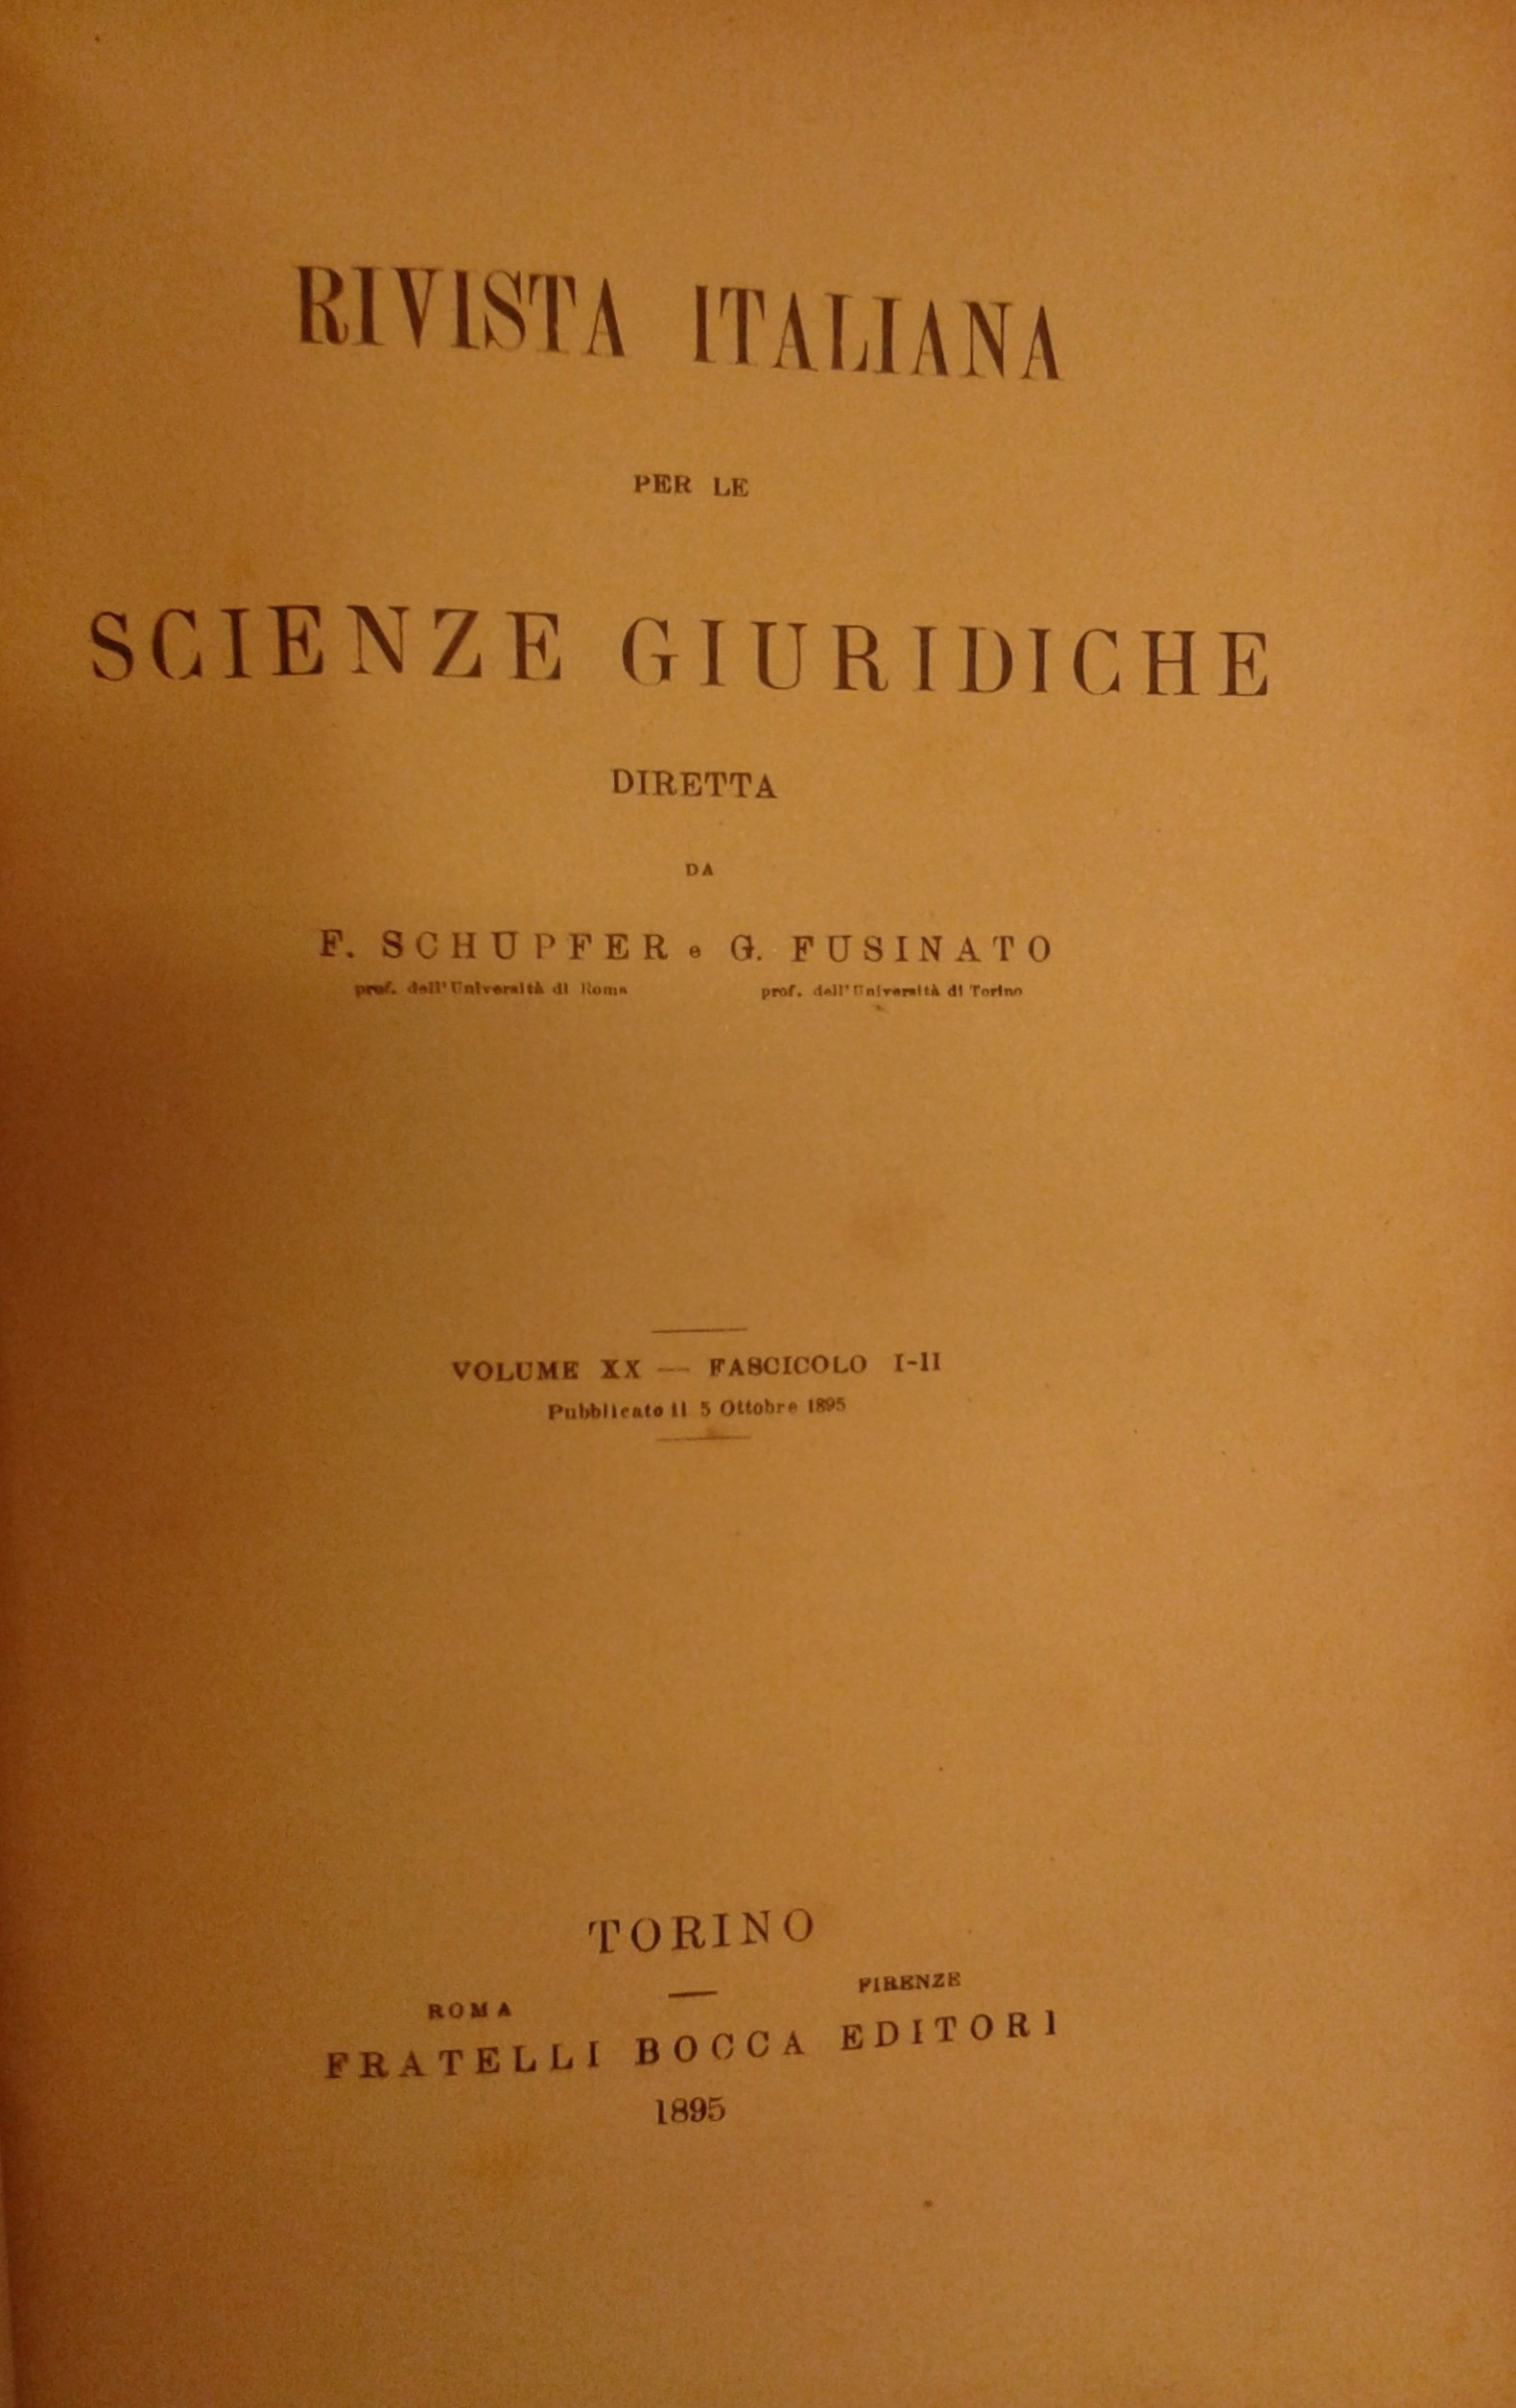 RIVISTA ITALIANA
PER LE
SCIENZE GIURIDICHE
DIRETTA
DA
F. SCHUPFER e G. FUSINATO
prof. dell'Università di Roma prof. dell'Università di Torino
VOLUME XX — FASCICOLO I-II
Pubblicato il 5 Ottobre 1895
TORINO
ROMA — FIRENZE
FRATELLI BOCCA EDITORI
1895